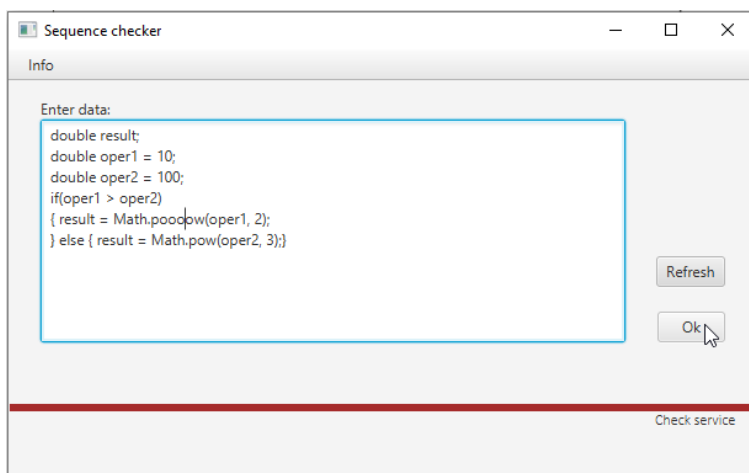 Sequence checker
Info
Enter data:
double result;
double oper1 = 10;
double oper2 = 100;
if(oper1 > oper2)
{ result = Math.poooow(oper1, 2);
} else { result = Math.pow(oper2, 3);}
Refresh
Ok
Check service